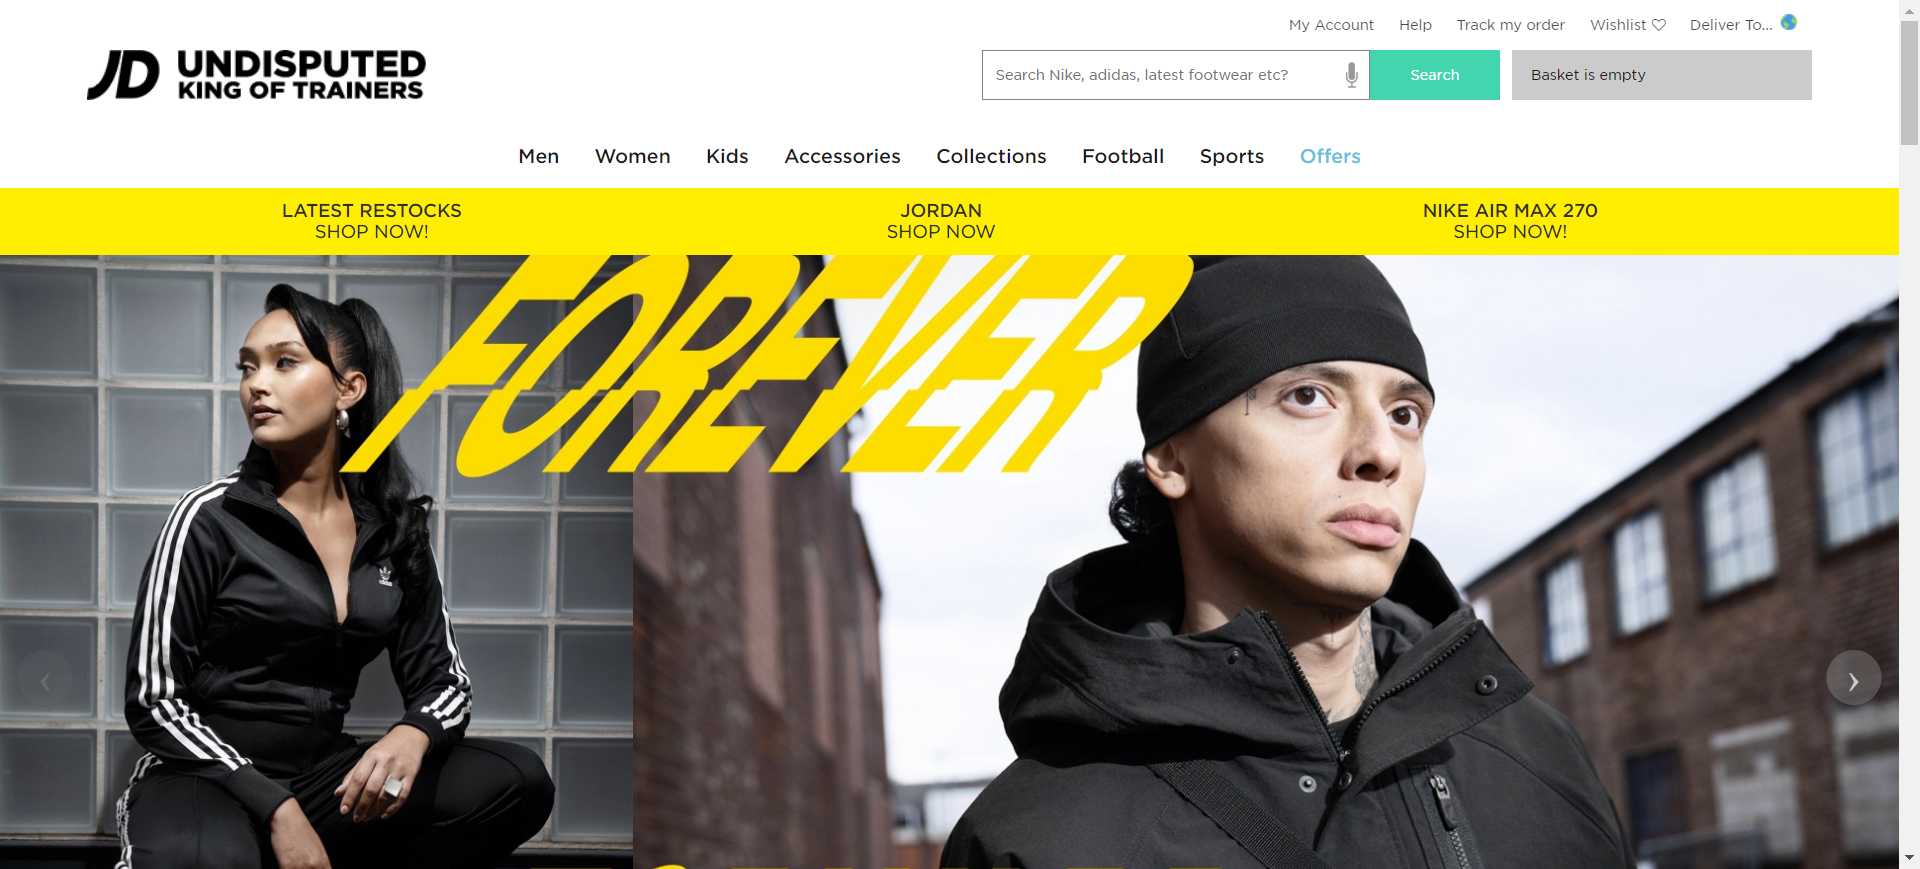 My Account Help Track my order Wishlist Deliver To...
JD UNDISPUTED
KING OF TRAINERS
Search Nike, adidas, latest footwear etc? Search Basket is empty
Men Women Kids Accessories Collections Football Sports Offers
LATEST RESTOCKS
SHOP NOW!
JORDAN
SHOP NOW
NIKE AIR MAX 270
SHOP NOW!
FOREVER